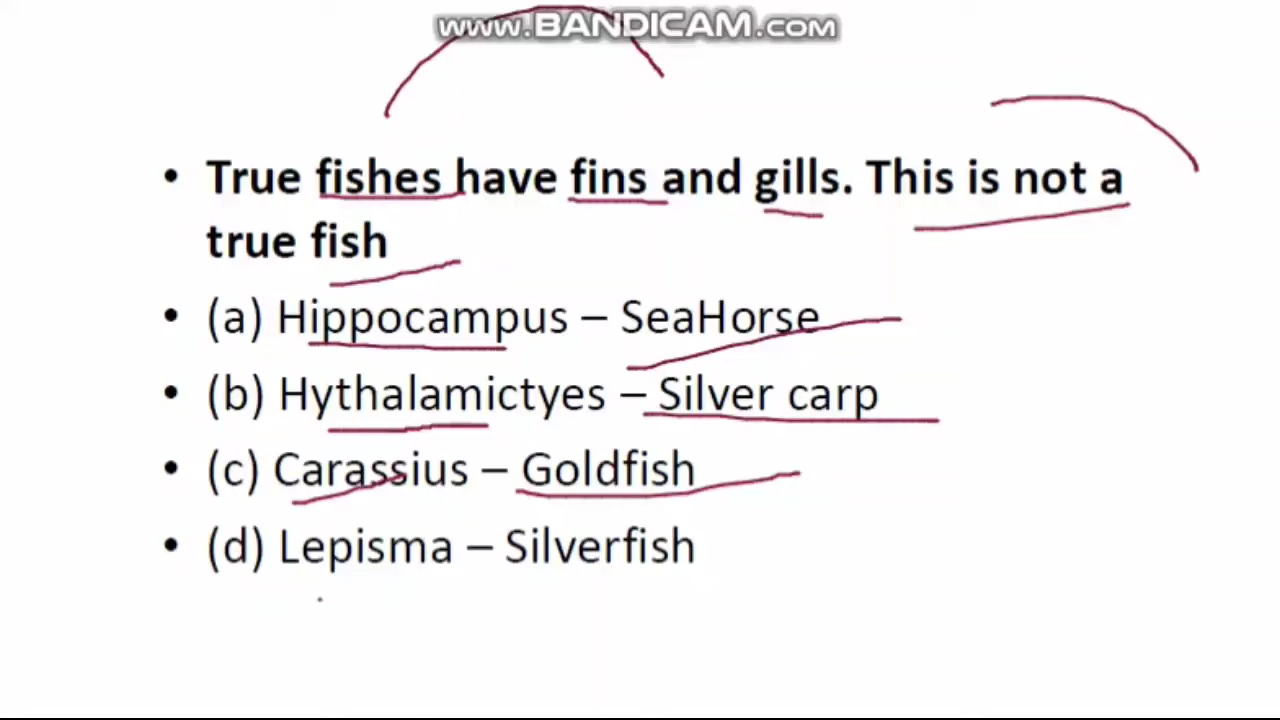 www.BANDICAM.com
• True fishes have fins and gills. This is not a
true fish
• (a) Hippocampus – SeaHorse
• (b) Hythalamictyes – Silver carp
• (c) Carassius – Goldfish
• (d) Lepisma – Silverfish